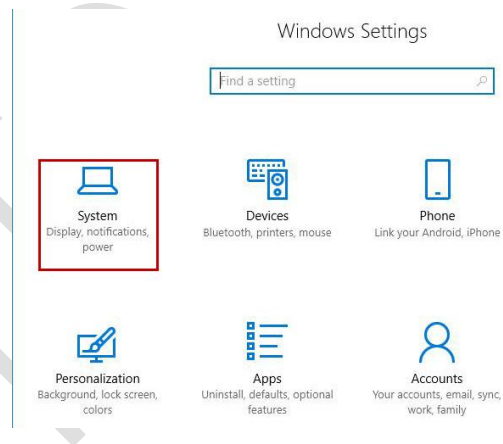 Windows Settings
Find a setting
System
Display, notifications,
power
Devices
Bluetooth, printers, mouse
Phone
Link your Android, iPhone
Personalization
Background, lock screen,
colors
Apps
Uninstall, defaults, optional
features
Accounts
Your accounts, email, sync,
work, family